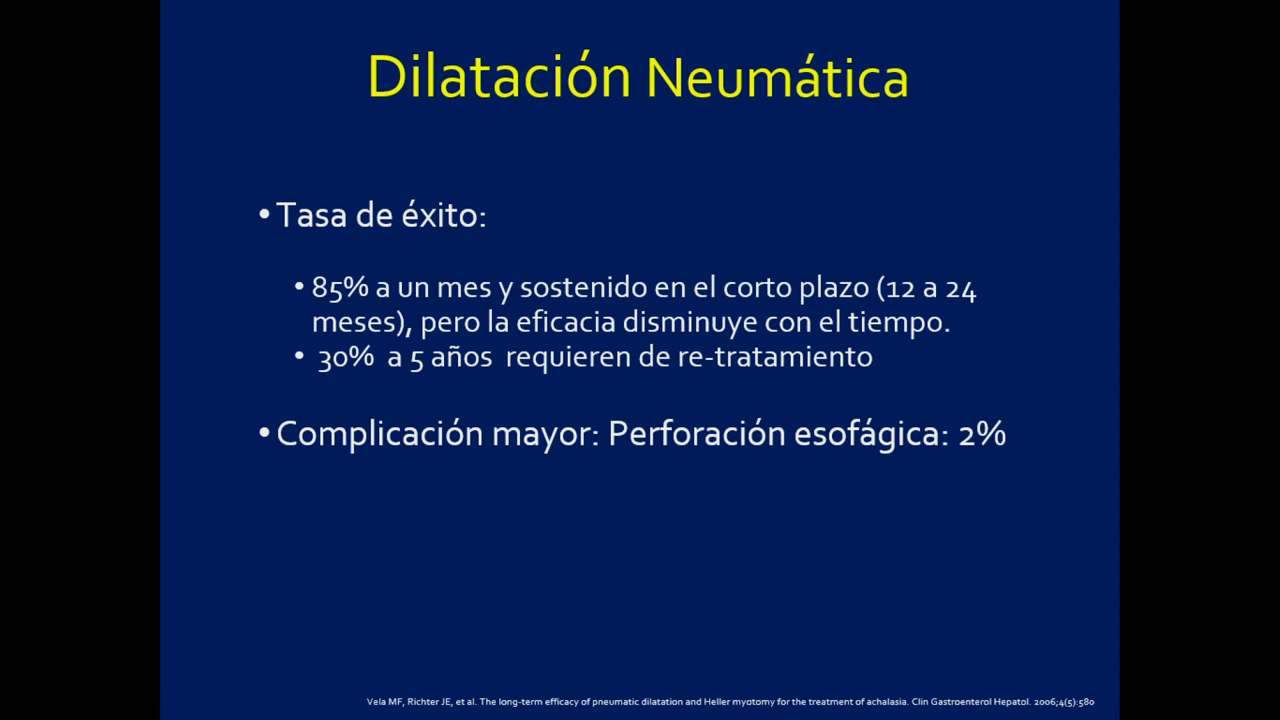 Dilatación Neumática
• Tasa de éxito:
• 85% a un mes y sostenido en el corto plazo (12 a 24
meses), pero la eficacia disminuye con el tiempo.
• 30% a 5 años requieren de re-tratamiento
• Complicación mayor: Perforación esofágica: 2%
Vela MF, Richter JE, et al. The long-term efficacy of pneumatic dilatation and Heller myotomy for the treatment of achalasia. Clin Gastroenterol Hepatol. 2006;4(5):580